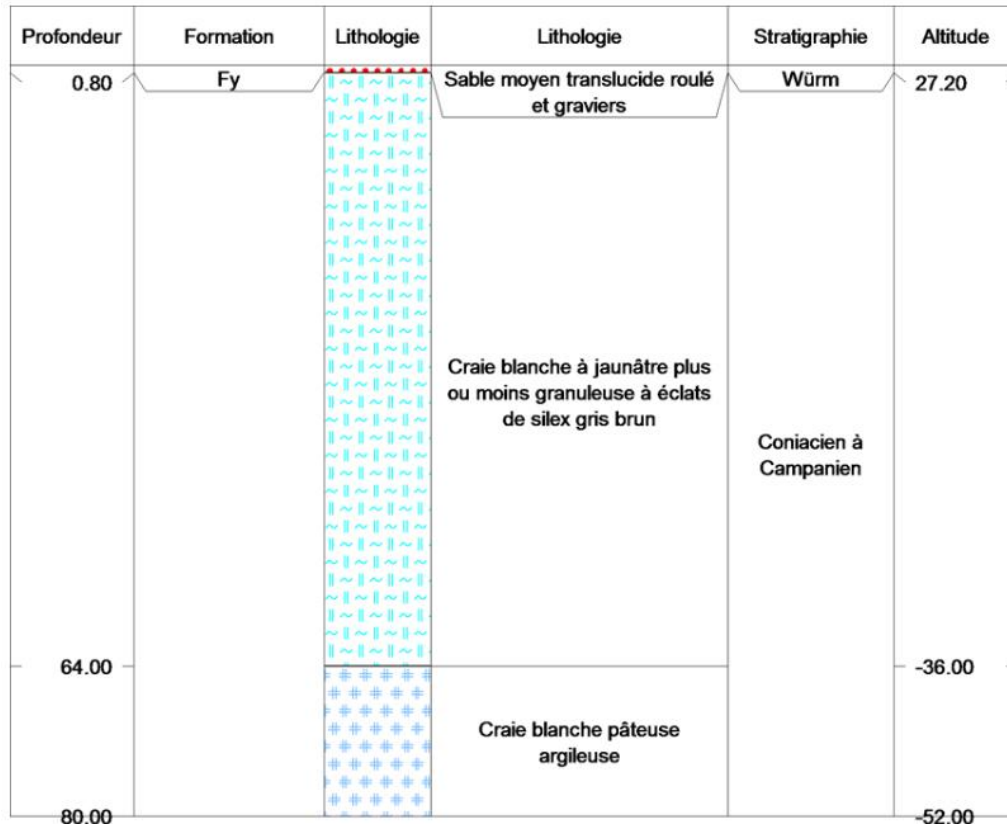 Profondeur Formation Lithologie Lithologie Stratigraphie Altitude
0.80 Fy Sable moyen translucide roulé Würm 27.20
et graviers
Craie blanche à jaunâtre plus
ou moins granuleuse à éclats
de silex gris brun
Coniacien à
Campanien
64.00 -36.00
Craie blanche pâteuse
argileuse
80.00 -52.00